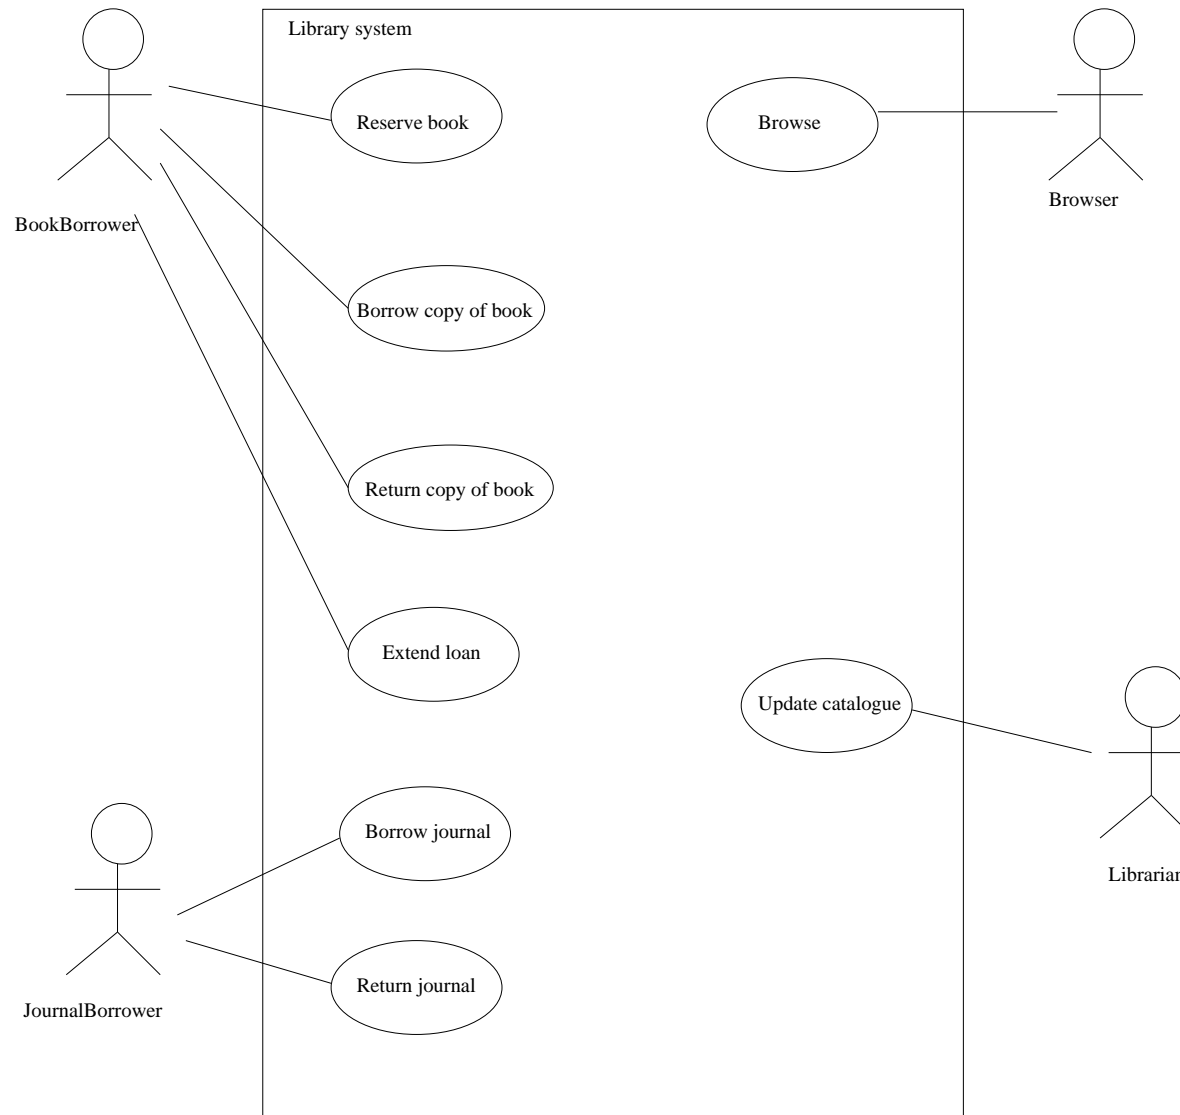 Library system
Reserve book
Browse
Browser
BookBorrower
Borrow copy of book
Return copy of book
Extend loan
Update catalogue
Borrow journal
Librarian
Return journal
JournalBorrower